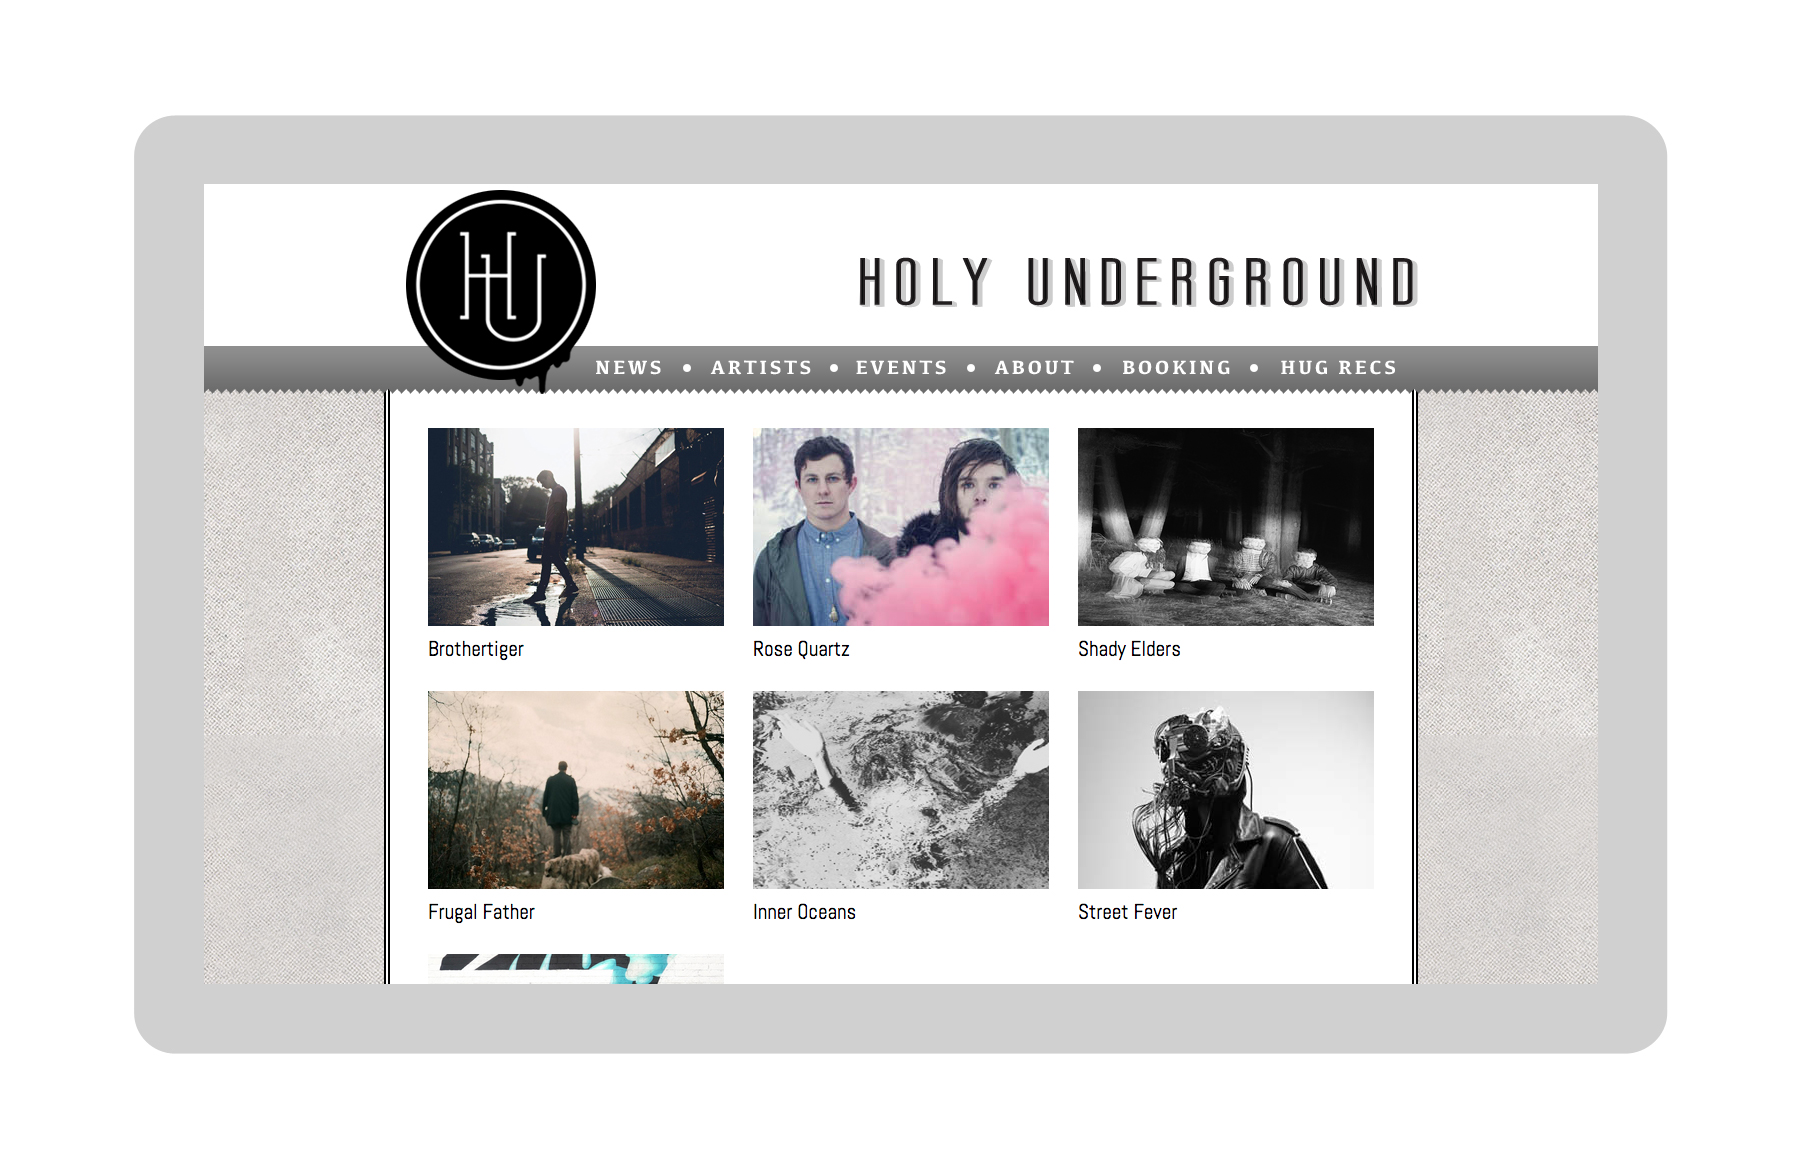 HU
HOLY UNDERGROUND
NEWS • ARTISTS • EVENTS • ABOUT • BOOKING • HUG RECS
Brothertiger
Rose Quartz
Shady Elders
Frugal Father
Inner Oceans
Street Fever